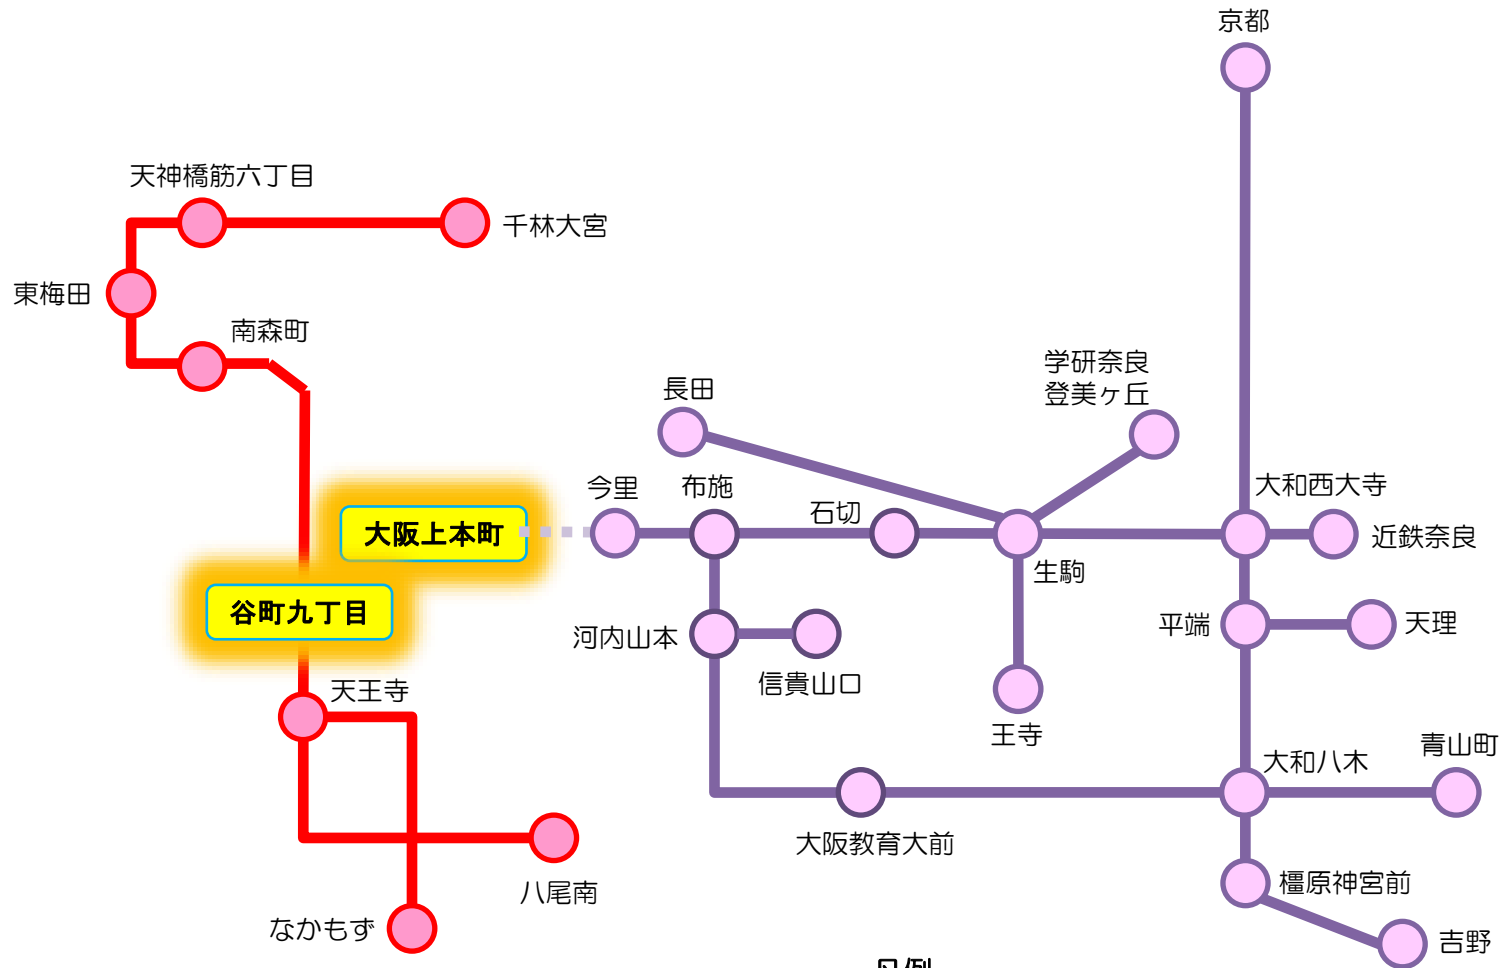 京都
天神橋筋六丁目
千林大宮
東梅田
南森町
学研奈良
登美ヶ丘
長田
今里
布施
石切
大和西大寺
大阪上本町
近鉄奈良
生駒
谷町九丁目
河内山本
信貴山口
平端
天理
天王寺
王寺
青山町
大和八木
大阪教育大前
八尾南
橿原神宮前
なかもず
吉野
凡例